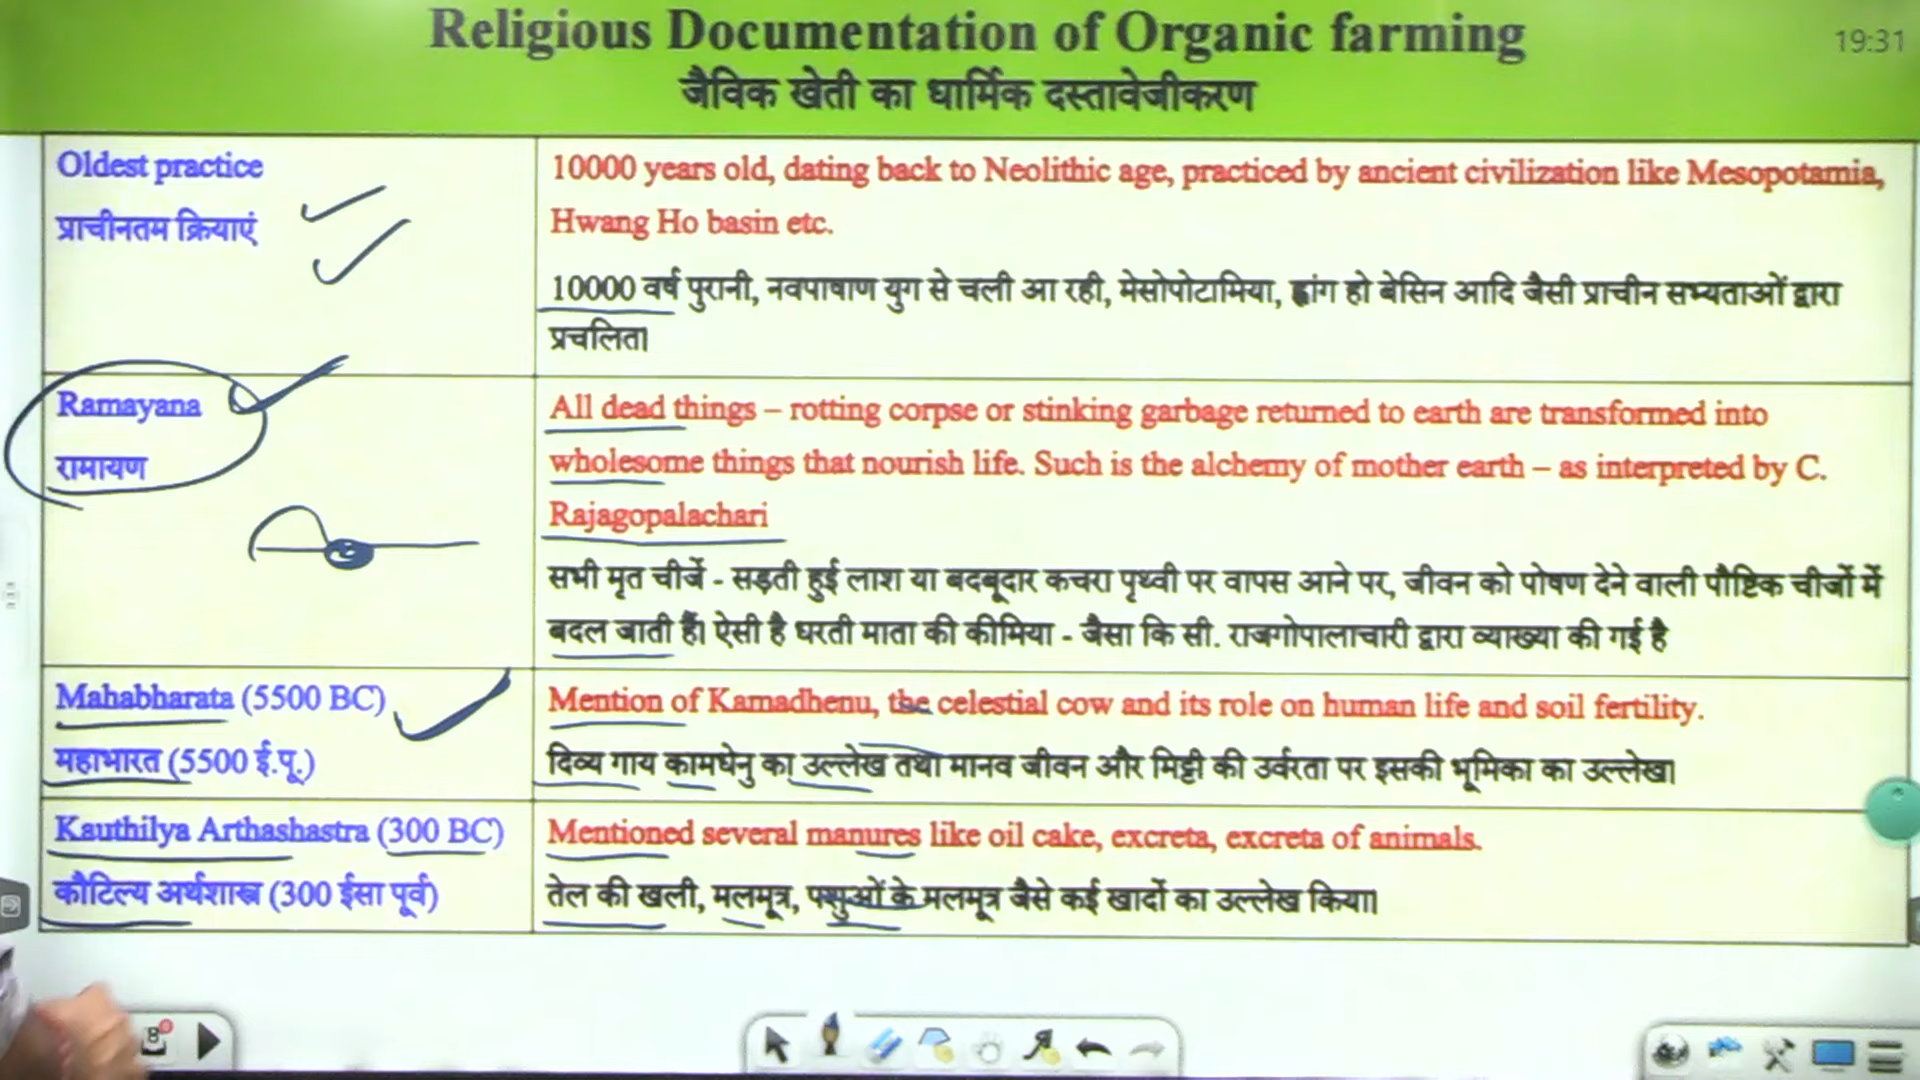 Religious Documentation of Organic farming
19:31
जैविक खेती का धार्मिक दस्तावेजीकरण
Oldest practice
प्राचीनतम क्रियाएं
10000 years old, dating back to Neolithic age, practiced by ancient civilization like Mesopotamia,
Hwang Ho basin etc.
10000 वर्ष पुरानी, नवपाषाण युग से चली आ रही, मेसोपोटामिया, ह्वांग हो बेसिन आदि जैसी प्राचीन सभ्यताओं द्वारा
प्रचलित।
Ramayana
रामायण
All dead things – rotting corpse or stinking garbage returned to earth are transformed into
wholesome things that nourish life. Such is the alchemy of mother earth – as interpreted by C.
Rajagopalachari
सभी मृत चीजें - सड़ती हुई लाश या बदबूदार कचरा पृथ्वी पर वापस आने पर, जीवन को पोषण देने वाली पौष्टिक चीजों में
बदल जाती हैं। ऐसी है धरती माता की कीमिया - जैसा कि सी. राजगोपालाचारी द्वारा व्याख्या की गई है
Mahabharata (5500 BC)
महाभारत (5500 ई.पू.)
Mention of Kamadhenu, the celestial cow and its role on human life and soil fertility.
दिव्य गाय कामधेनु का उल्लेख तथा मानव जीवन और मिट्टी की उर्वरता पर इसकी भूमिका का उल्लेख।
Kauthilya Arthashastra (300 BC)
कौटिल्य अर्थशास्त्र (300 ईसा पूर्व)
Mentioned several manures like oil cake, excreta, excreta of animals.
तेल की खली, मलमूत्र, पशुओं के मलमूत्र जैसे कई खादों का उल्लेख किया।
8